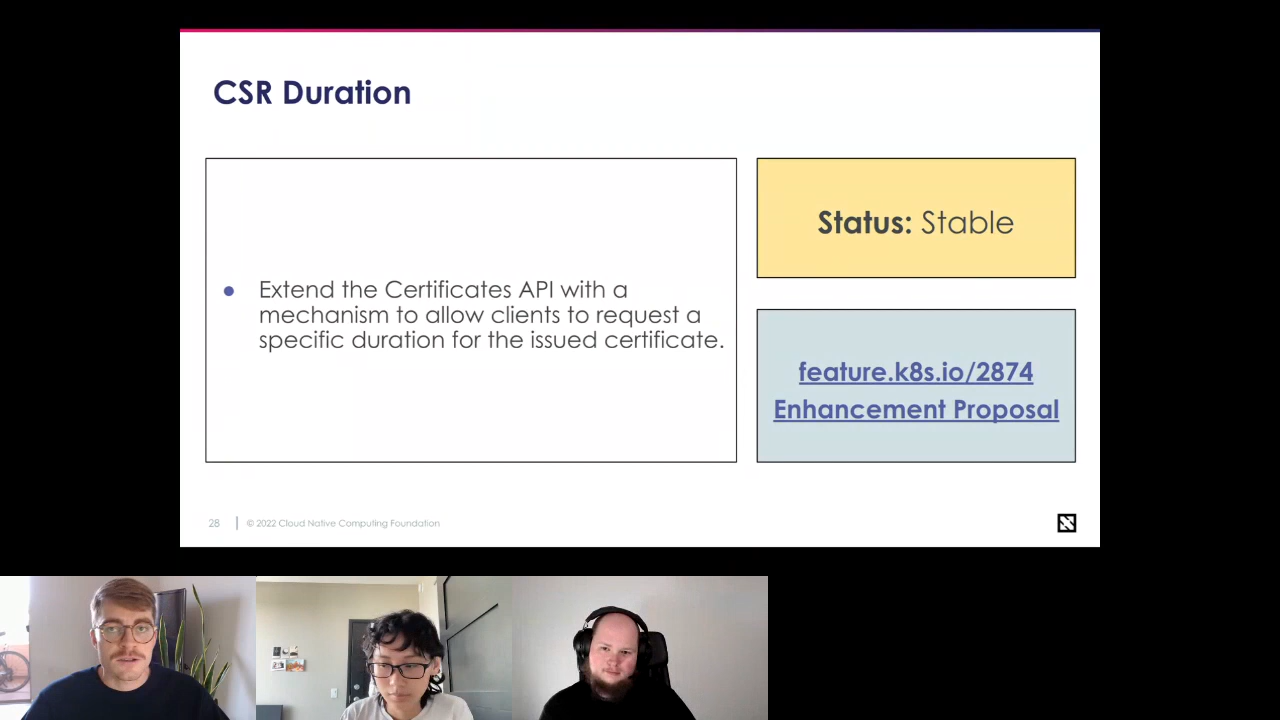 CSR Duration
● Extend the Certificates API with a
mechanism to allow clients to request a
specific duration for the issued certificate.
Status: Stable
feature.k8s.io/2874
Enhancement Proposal
28
© 2022 Cloud Native Computing Foundation